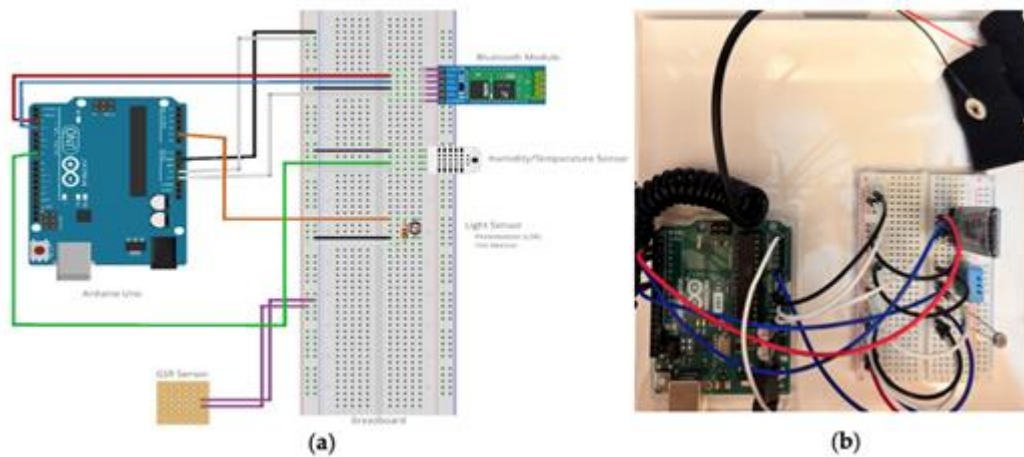 Bluetooth Module
Humidity/Temperature Sensor
Light Sensor
Arduino Uno
GSR Sensor
Breadboard
(a)
(b)